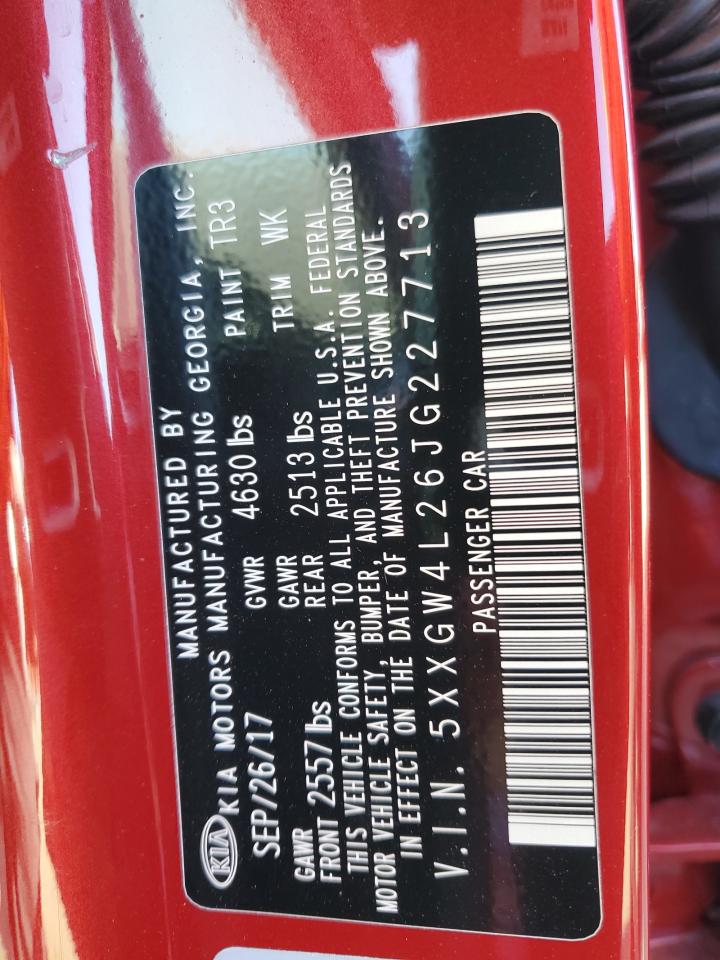 MANUFACTURED BY
KIA KIA MOTORS MANUFACTURING GEORGIA, INC.
SEP/26/17 GVWR 4630 lbs PAINT TR3
GAWR FRONT 2557 lbs GAWR REAR 2513 lbs TRIM WK
THIS VEHICLE CONFORMS TO ALL APPLICABLE U.S.A. FEDERAL
MOTOR VEHICLE SAFETY, BUMPER, AND THEFT PREVENTION STANDARDS
IN EFFECT ON THE DATE OF MANUFACTURE SHOWN ABOVE.
V.I.N. 5XXGW4L26JG227713
PASSENGER CAR